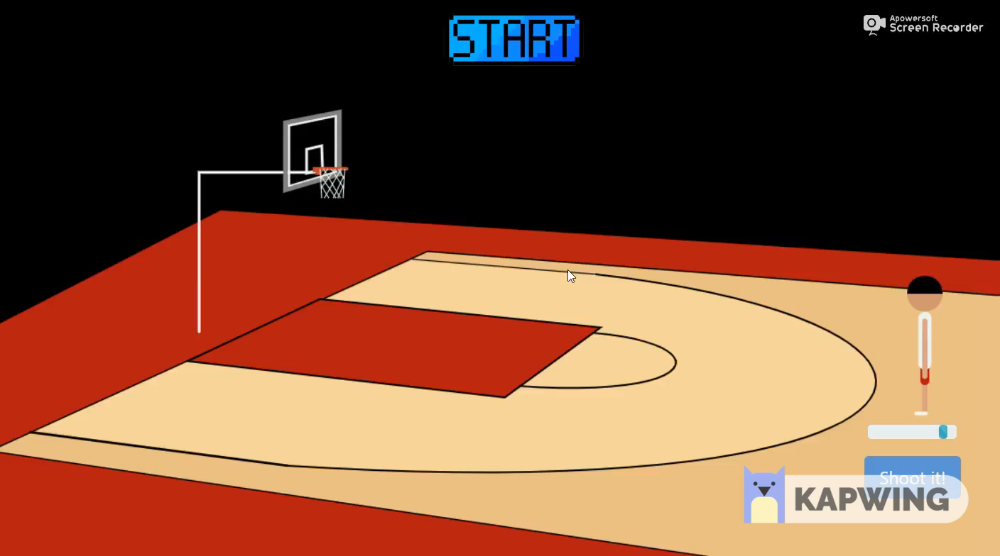 START
Apowersoft
Screen Recorder
Shoot it!
KAPWING